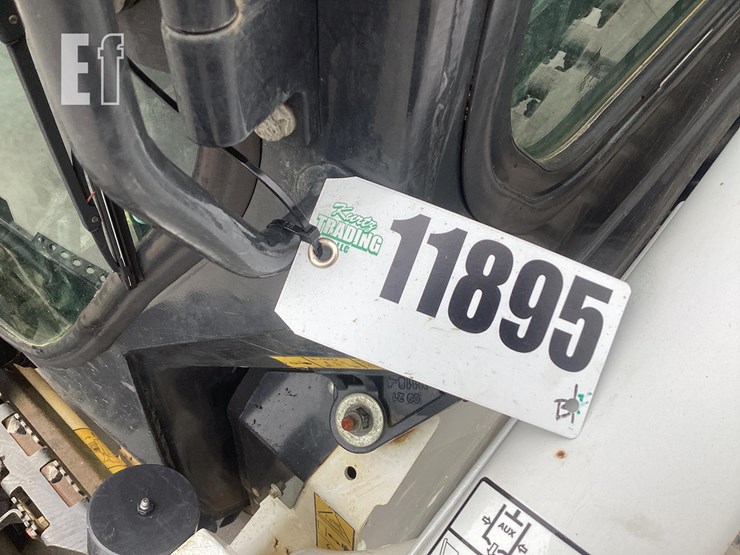 Ef
Kurtz
TRADING
LLC
11895
AUX